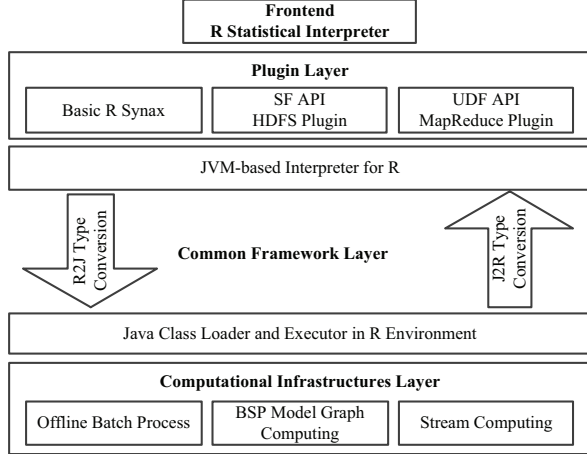 Frontend
R Statistical Interpreter
Plugin Layer
Basic R Synax
SF API
HDFS Plugin
UDF API
MapReduce Plugin
JVM-based Interpreter for R
R2J Type
Conversion
Common Framework Layer
J2R Type
Conversion
Java Class Loader and Executor in R Environment
Computational Infrastructures Layer
Offline Batch Process
BSP Model Graph
Computing
Stream Computing